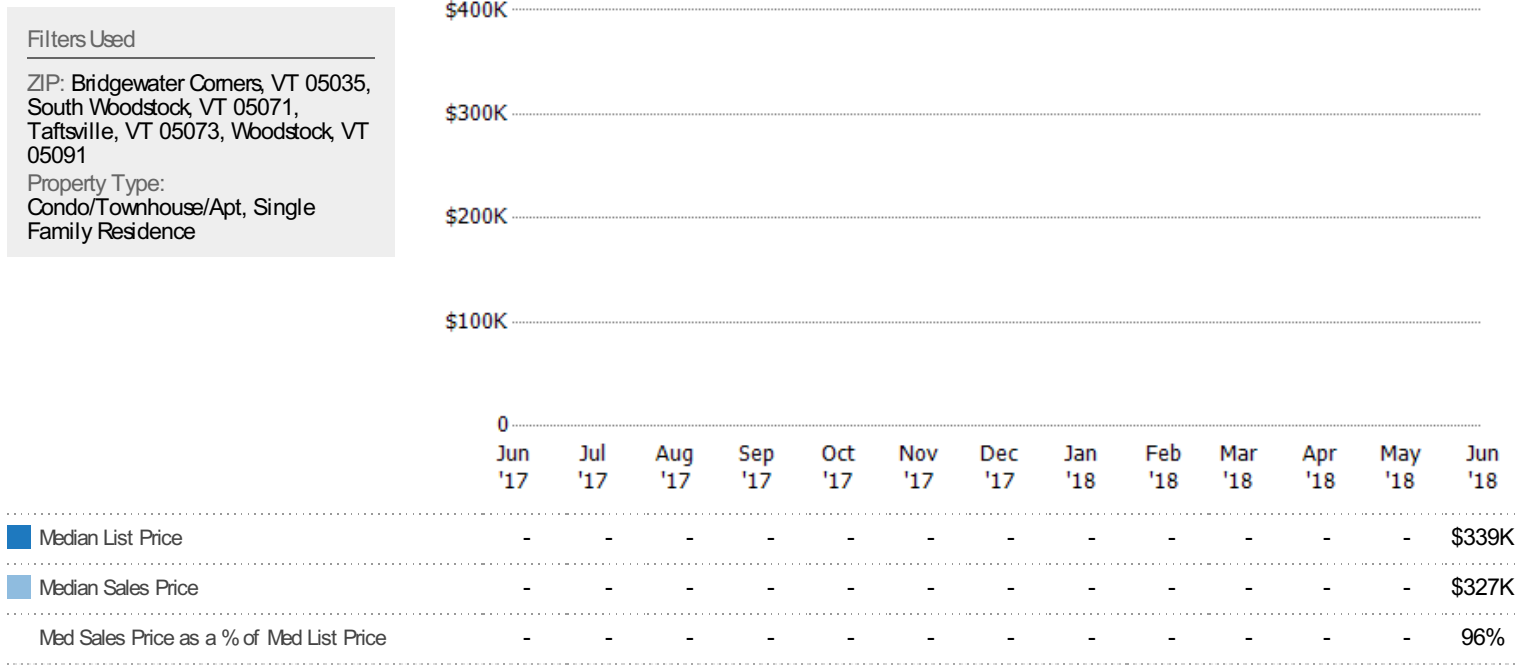 Filters Used
ZIP: Bridgewater Corners, VT 05035,
South Woodstock, VT 05071,
Taftsville, VT 05073, Woodstock, VT
05091
Property Type:
Condo/Townhouse/Apt, Single
Family Residence
$400K
$300K
$200K
$100K
0
Jun Jul Aug Sep Oct Nov Dec Jan Feb Mar Apr May Jun
'17 '17 '17 '17 '17 '17 '17 '18 '18 '18 '18 '18 '18
Median List Price - - - - - - - - - - - - $339K
Median Sales Price - - - - - - - - - - - - $327K
Med Sales Price as a % of Med List Price - - - - - - - - - - - - 96%